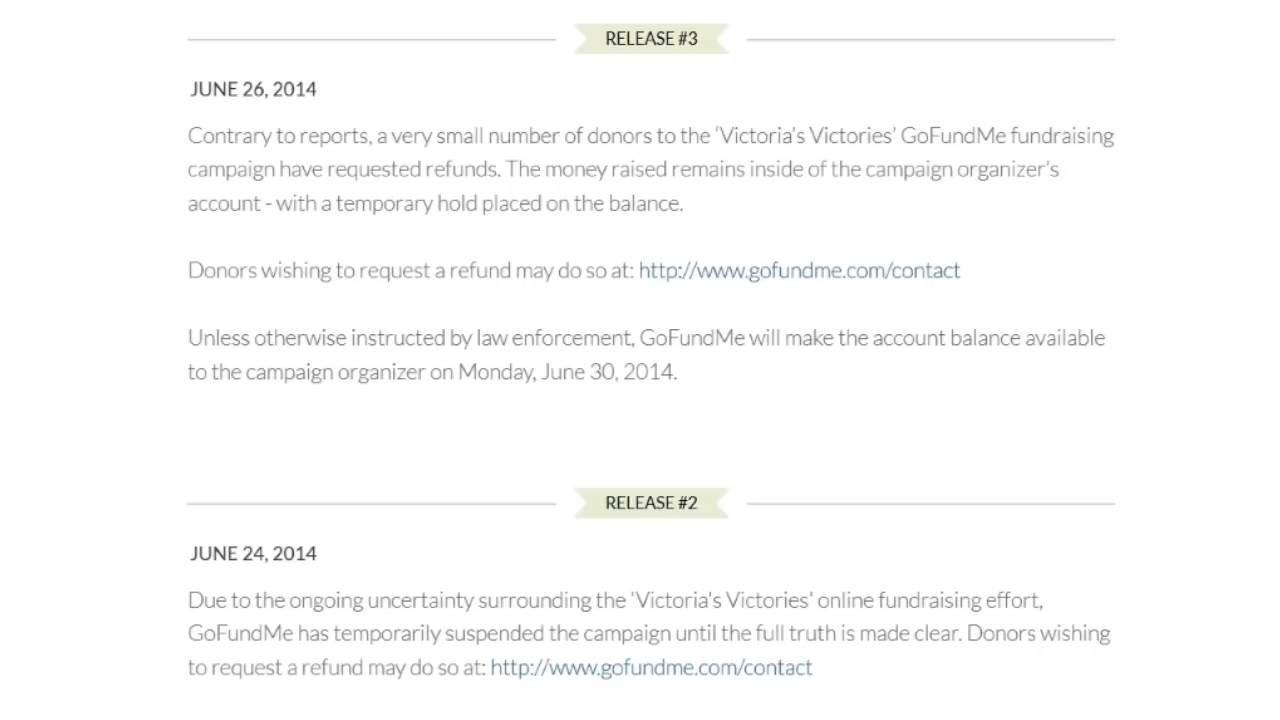 RELEASE #3
JUNE 26, 2014
Contrary to reports, a very small number of donors to the ‘Victoria's Victories’ GoFundMe fundraising
campaign have requested refunds. The money raised remains inside of the campaign organizer’s
account - with a temporary hold placed on the balance.
Donors wishing to request a refund may do so at: http://www.gofundme.com/contact
Unless otherwise instructed by law enforcement, GoFundMe will make the account balance available
to the campaign organizer on Monday, June 30, 2014.
RELEASE #2
JUNE 24, 2014
Due to the ongoing uncertainty surrounding the 'Victoria's Victories' online fundraising effort,
GoFundMe has temporarily suspended the campaign until the full truth is made clear. Donors wishing
to request a refund may do so at: http://www.gofundme.com/contact